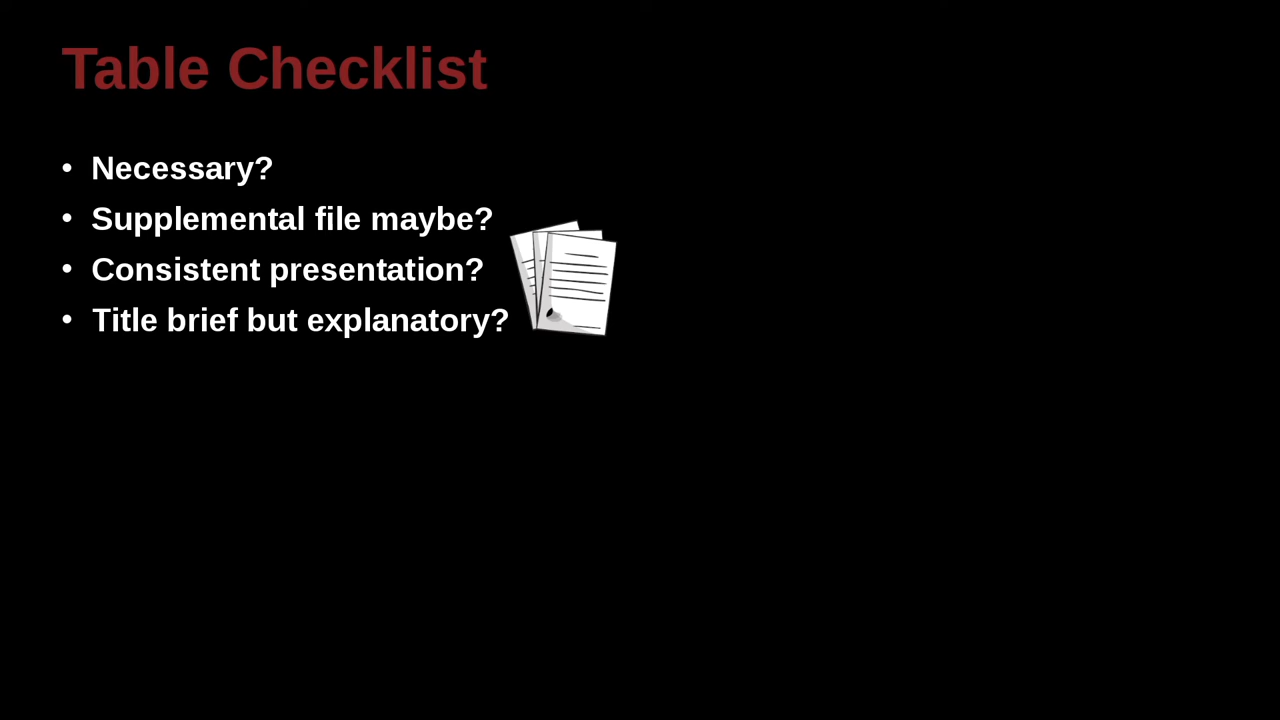 Table Checklist
• Necessary?
• Supplemental file maybe?
• Consistent presentation?
• Title brief but explanatory?